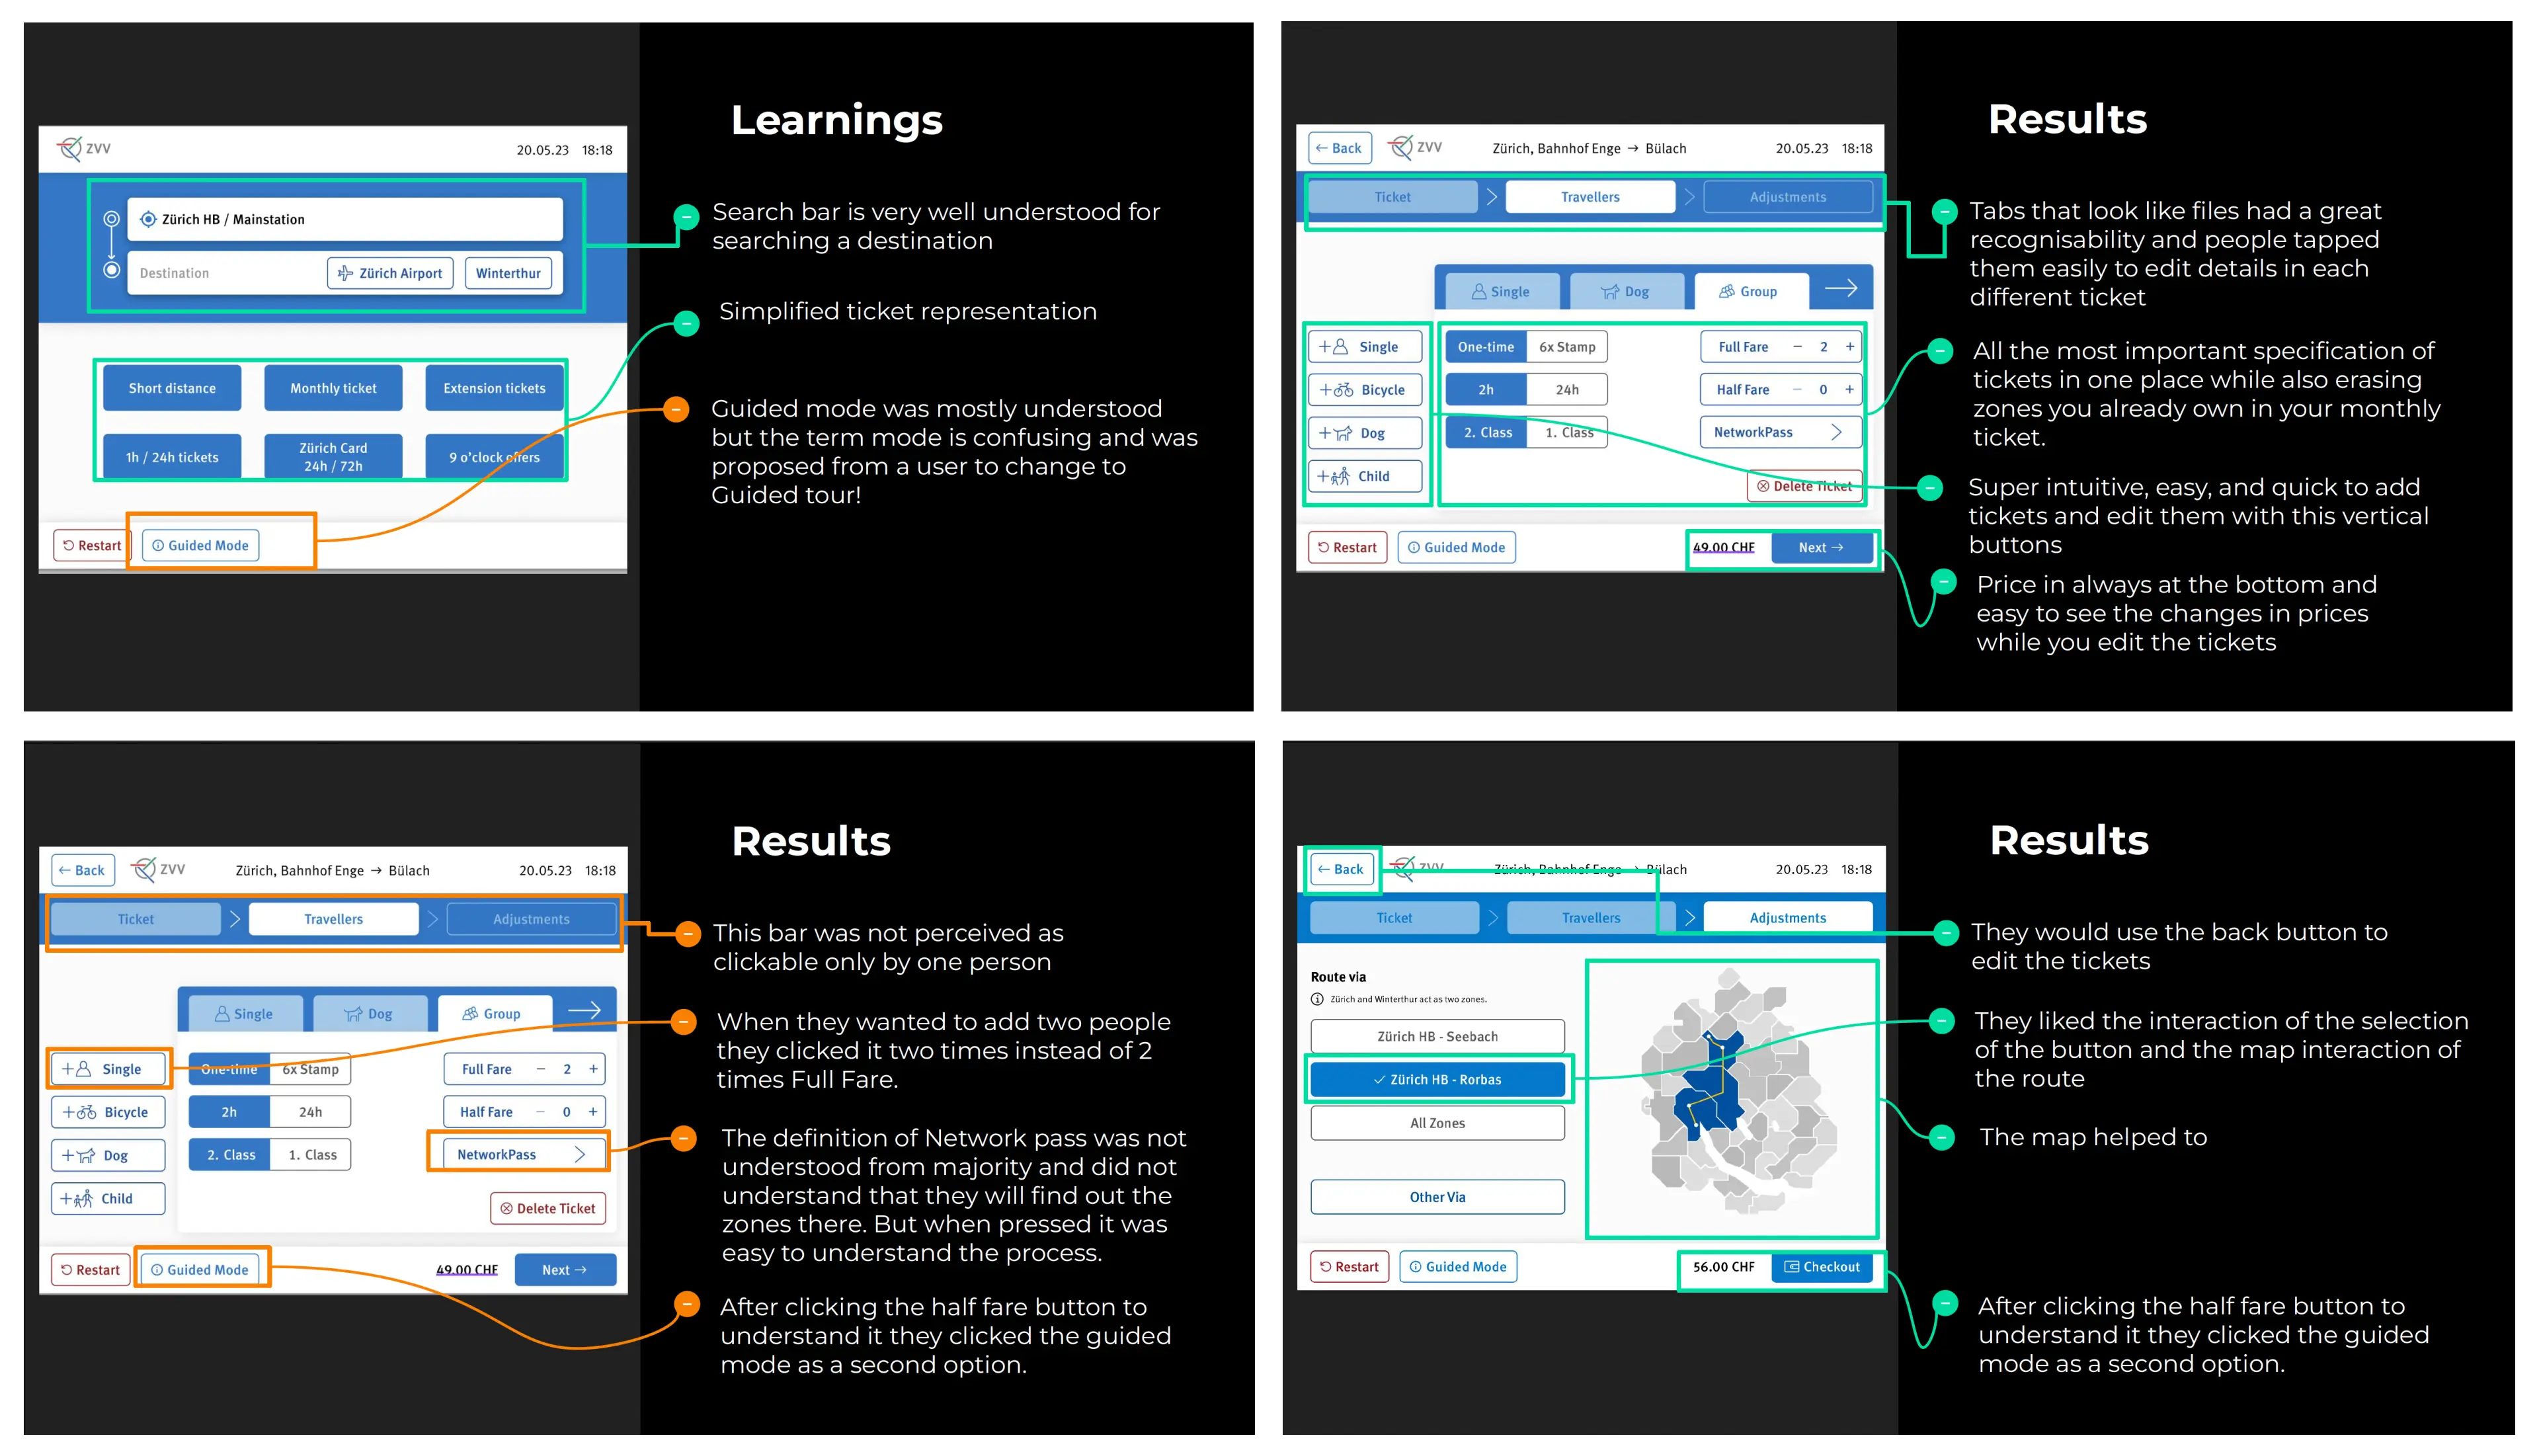 Learnings
ZVV
20.05.23 18:18
Zürich HB / Mainstation
Destination
Zürich Airport
Winterthur
Short distance
Monthly ticket
Extension tickets
1h / 24h tickets
Zürich Card
24h / 72h
9 o'clock offers
Restart
Guided Mode
Search bar is very well understood for
searching a destination
Simplified ticket representation
Guided mode was mostly understood
but the term mode is confusing and was
proposed from a user to change to
Guided tour!
Results
← Back
ZVV
Zürich, Bahnhof Enge → Bülach
20.05.23 18:18
Ticket
Travellers
Adjustments
Single
Dog
Group
+ Single
+ Bicycle
+ Dog
+ Child
One-time
6x Stamp
2h
24h
2. Class
1. Class
Full Fare − 2 +
Half Fare − 0 +
NetworkPass
Delete Ticket
Restart
Guided Mode
49.00 CHF
Next →
Tabs that look like files had a great
recognisability and people tapped
them easily to edit details in each
different ticket
All the most important specification of
tickets in one place while also erasing
zones you already own in your monthly
ticket.
Super intuitive, easy, and quick to add
tickets and edit them with this vertical
buttons
Price in always at the bottom and
easy to see the changes in prices
while you edit the tickets
Results
← Back
ZVV
Zürich, Bahnhof Enge → Bülach
20.05.23 18:18
Ticket
Travellers
Adjustments
Single
Dog
Group
+ Single
+ Bicycle
+ Dog
+ Child
One-time
6x Stamp
2h
24h
2. Class
1. Class
Full Fare − 2 +
Half Fare − 0 +
NetworkPass
Delete Ticket
Restart
Guided Mode
49.00 CHF
Next →
This bar was not perceived as
clickable only by one person
When they wanted to add two people
they clicked it two times instead of 2
times Full Fare.
The definition of Network pass was not
understood from majority and did not
understand that they will find out the
zones there. But when pressed it was
easy to understand the process.
After clicking the half fare button to
understand it they clicked the guided
mode as a second option.
Results
← Back
ZVV
Zürich, Bahnhof Enge → Bülach
20.05.23 18:18
Ticket
Travellers
Adjustments
Route via
Zürich and Winterthur act as two zones.
Zürich HB - Seebach
Zürich HB - Rorbas
All Zones
Other Via
Restart
Guided Mode
56.00 CHF
Checkout
They would use the back button to
edit the tickets
They liked the interaction of the selection
of the button and the map interaction of
the route
The map helped to
After clicking the half fare button to
understand it they clicked the guided
mode as a second option.